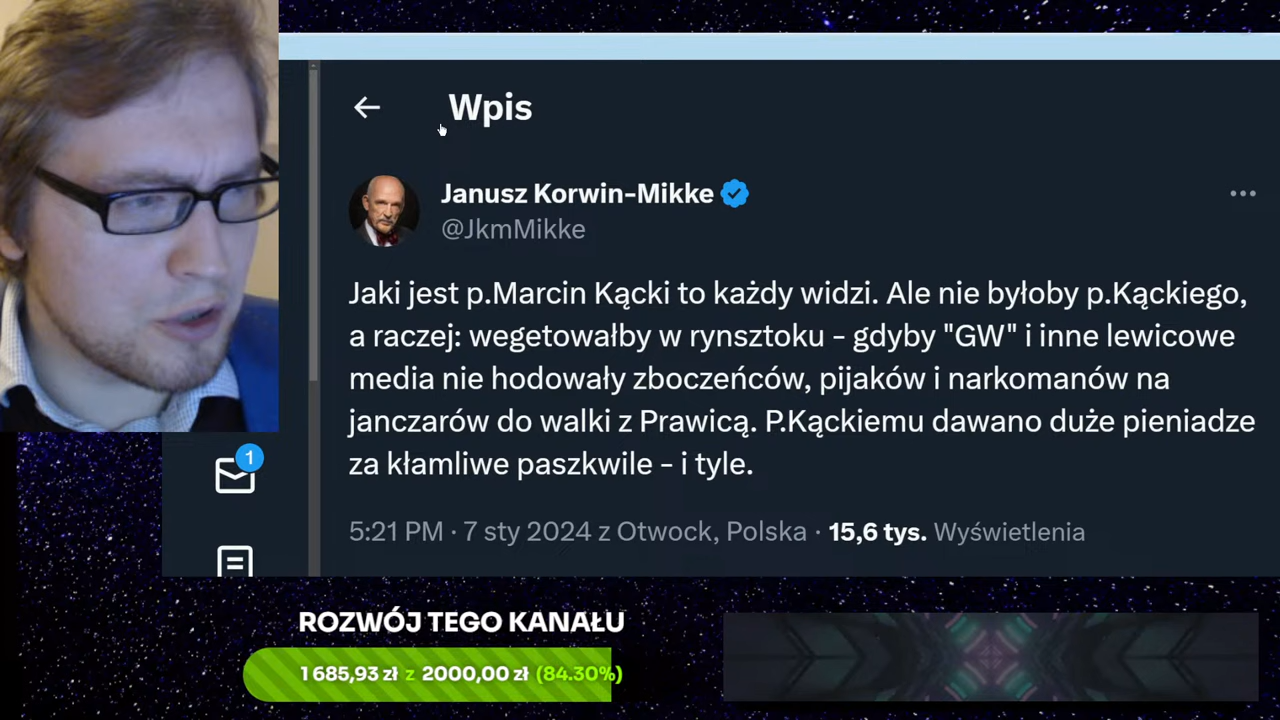 Wpis
Janusz Korwin-Mikke
@JkmMikke
Jaki jest p.Marcin Kącki to każdy widzi. Ale nie byłoby p.Kąckiego,
a raczej: wegetowałby w rynsztoku – gdyby "GW" i inne lewicowe
media nie hodowały zboczeńców, pijaków i narkomanów na
janczarów do walki z Prawicą. P.Kąckiemu dawano duże pieniadze
za kłamliwe paszkwile – i tyle.
5:21 PM · 7 sty 2024 z Otwock, Polska · 15,6 tys. Wyświetlenia
1
ROZWÓJ TEGO KANAŁU
1 685,93 zł z 2000,00 zł (84.30%)